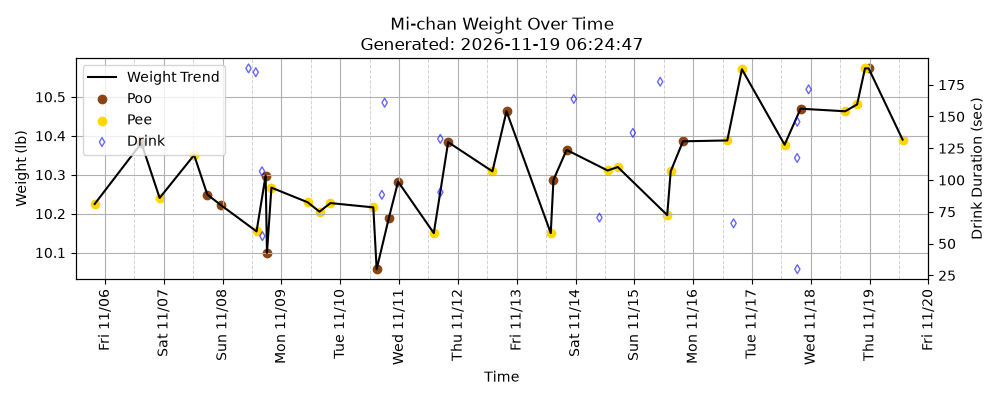 Mi-chan Weight Over Time
Generated: 2026-11-19 06:24:47
Weight Trend
Poo
Pee
Drink
Weight (lb)
10.5
10.4
10.3
10.2
10.1
Drink Duration (sec)
175
150
125
100
75
50
25
Fri 11/06
Sat 11/07
Sun 11/08
Mon 11/09
Tue 11/10
Wed 11/11
Thu 11/12
Fri 11/13
Sat 11/14
Sun 11/15
Mon 11/16
Tue 11/17
Wed 11/18
Thu 11/19
Fri 11/20
Time